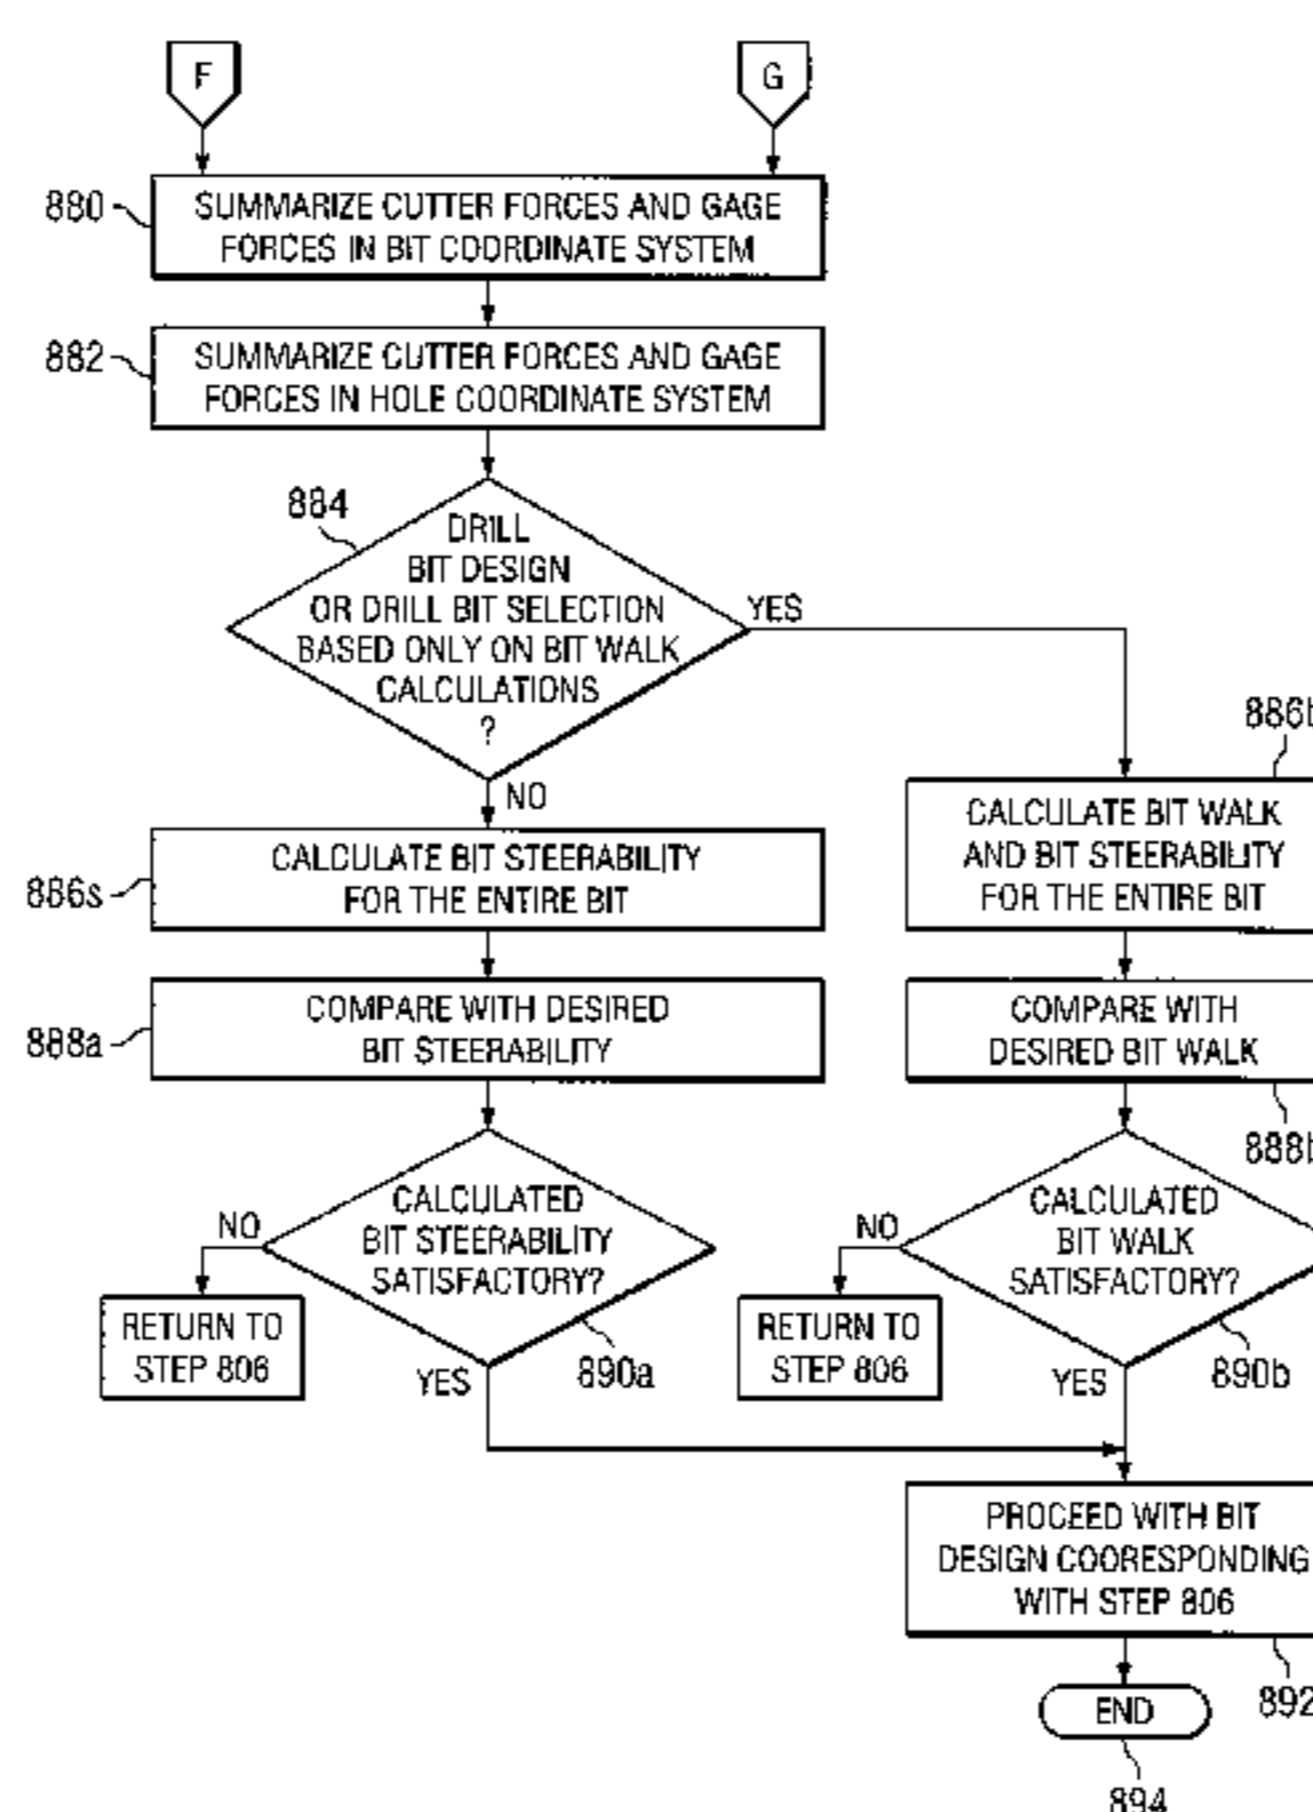 F
G
880
SUMMARIZE CUTTER FORCES AND GAGE
FORCES IN BIT COORDINATE SYSTEM
882
SUMMARIZE CUTTER FORCES AND GAGE
FORCES IN HOLE COORDINATE SYSTEM
884
DRILL
BIT DESIGN
OR DRILL BIT SELECTION
BASED ONLY ON BIT WALK
CALCULATIONS
?
YES
NO
886b
CALCULATE BIT WALK
AND BIT STEERABILITY
FOR THE ENTIRE BIT
886s
CALCULATE BIT STEERABILITY
FOR THE ENTIRE BIT
888a
COMPARE WITH DESIRED
BIT STEERABILITY
COMPARE WITH
DESIRED BIT WALK
888b
CALCULATED
BIT STEERABILITY
SATISFACTORY?
NO
RETURN TO
STEP 806
YES
890a
CALCULATED
BIT WALK
SATISFACTORY?
NO
RETURN TO
STEP 806
YES
890b
PROCEED WITH BIT
DESIGN COORESPONDING
WITH STEP 806
892
END
894